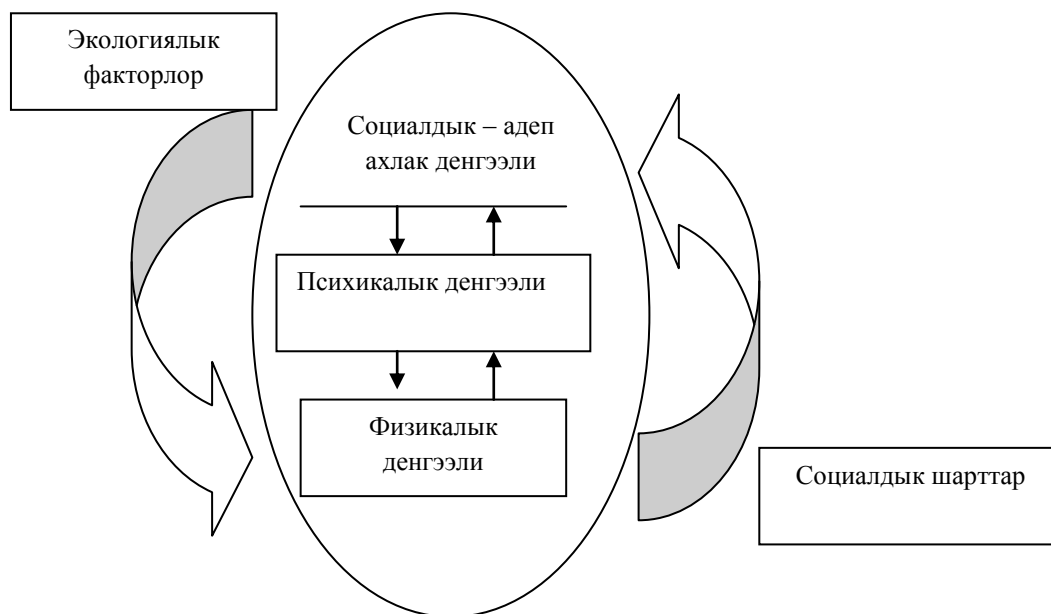 Экологиялык
факторлор
Социалдык – адеп
ахлак денгээли
Психикалык денгээли
Физикалык
денгээли
Социалдык шарттар